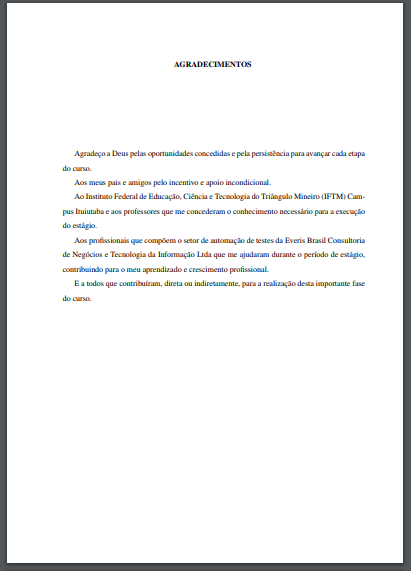 AGRADECIMENTOS
Agradeço a Deus pelas oportunidades concedidas e pela persistência para avançar cada etapa
do curso.
Aos meus pais e amigos pelo incentivo e apoio incondicional.
Ao Instituto Federal de Educação, Ciência e Tecnologia do Triângulo Mineiro (IFTM) Cam-
pus Ituiutaba e aos professores que me concederam o conhecimento necessário para a execução
do estágio.
Aos profissionais que compõem o setor de automação de testes da Everis Brasil Consultoria
de Negócios e Tecnologia da Informação Ltda que me ajudaram durante o período de estágio,
contribuindo para o meu aprendizado e crescimento profissional.
E a todos que contribuíram, direta ou indiretamente, para a realização desta importante fase
do curso.